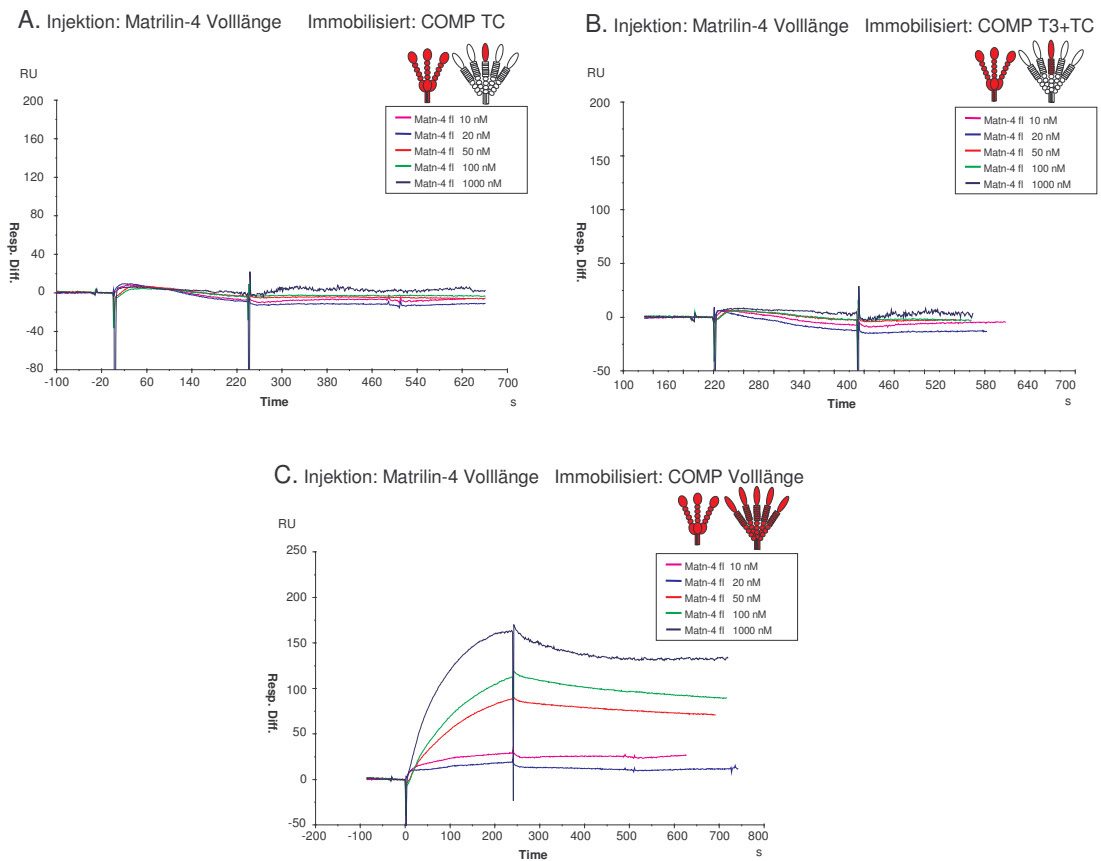 A. Injektion: Matrilin-4 Volllänge Immobilisiert: COMP TC
RU
200
160
120
80
40
0
-40
-80
Resp. Diff.
-100 -20 60 140 220 300 380 460 540 620 700
Time
s
Matn-4 fl 10 nM
Matn-4 fl 20 nM
Matn-4 fl 50 nM
Matn-4 fl 100 nM
Matn-4 fl 1000 nM
B. Injektion: Matrilin-4 Volllänge Immobilisiert: COMP T3+TC
RU
200
150
100
50
0
-50
Resp. Diff.
100 160 220 280 340 400 460 520 580 640 700
Time
s
Matn-4 fl 10 nM
Matn-4 fl 20 nM
Matn-4 fl 50 nM
Matn-4 fl 100 nM
Matn-4 fl 1000 nM
C. Injektion: Matrilin-4 Volllänge Immobilisiert: COMP Volllänge
RU
250
200
150
100
50
0
-50
Resp. Diff.
-200 -100 0 100 200 300 400 500 600 700 800
Time
s
Matn-4 fl 10 nM
Matn-4 fl 20 nM
Matn-4 fl 50 nM
Matn-4 fl 100 nM
Matn-4 fl 1000 nM